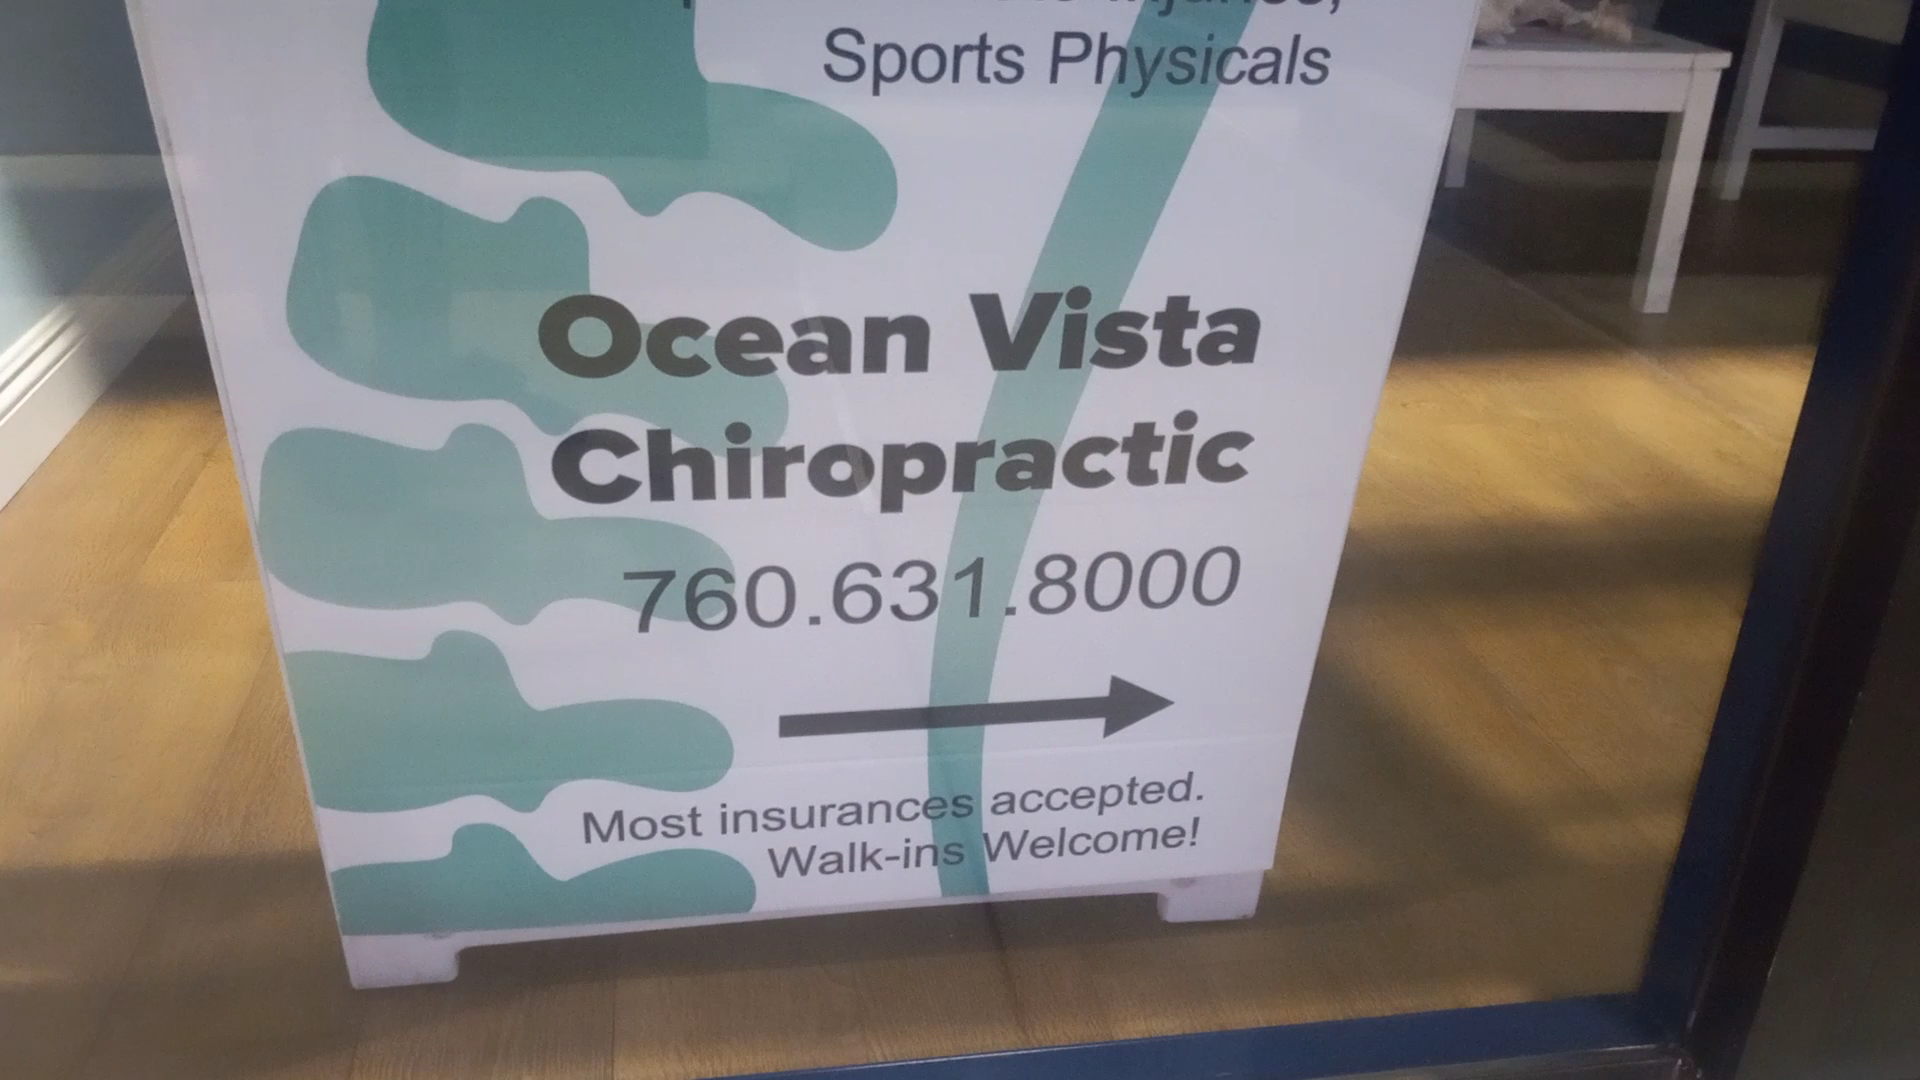 Sports Physicals
Ocean Vista
Chiropractic
760.631.8000
Most insurances accepted.
Walk-ins Welcome!